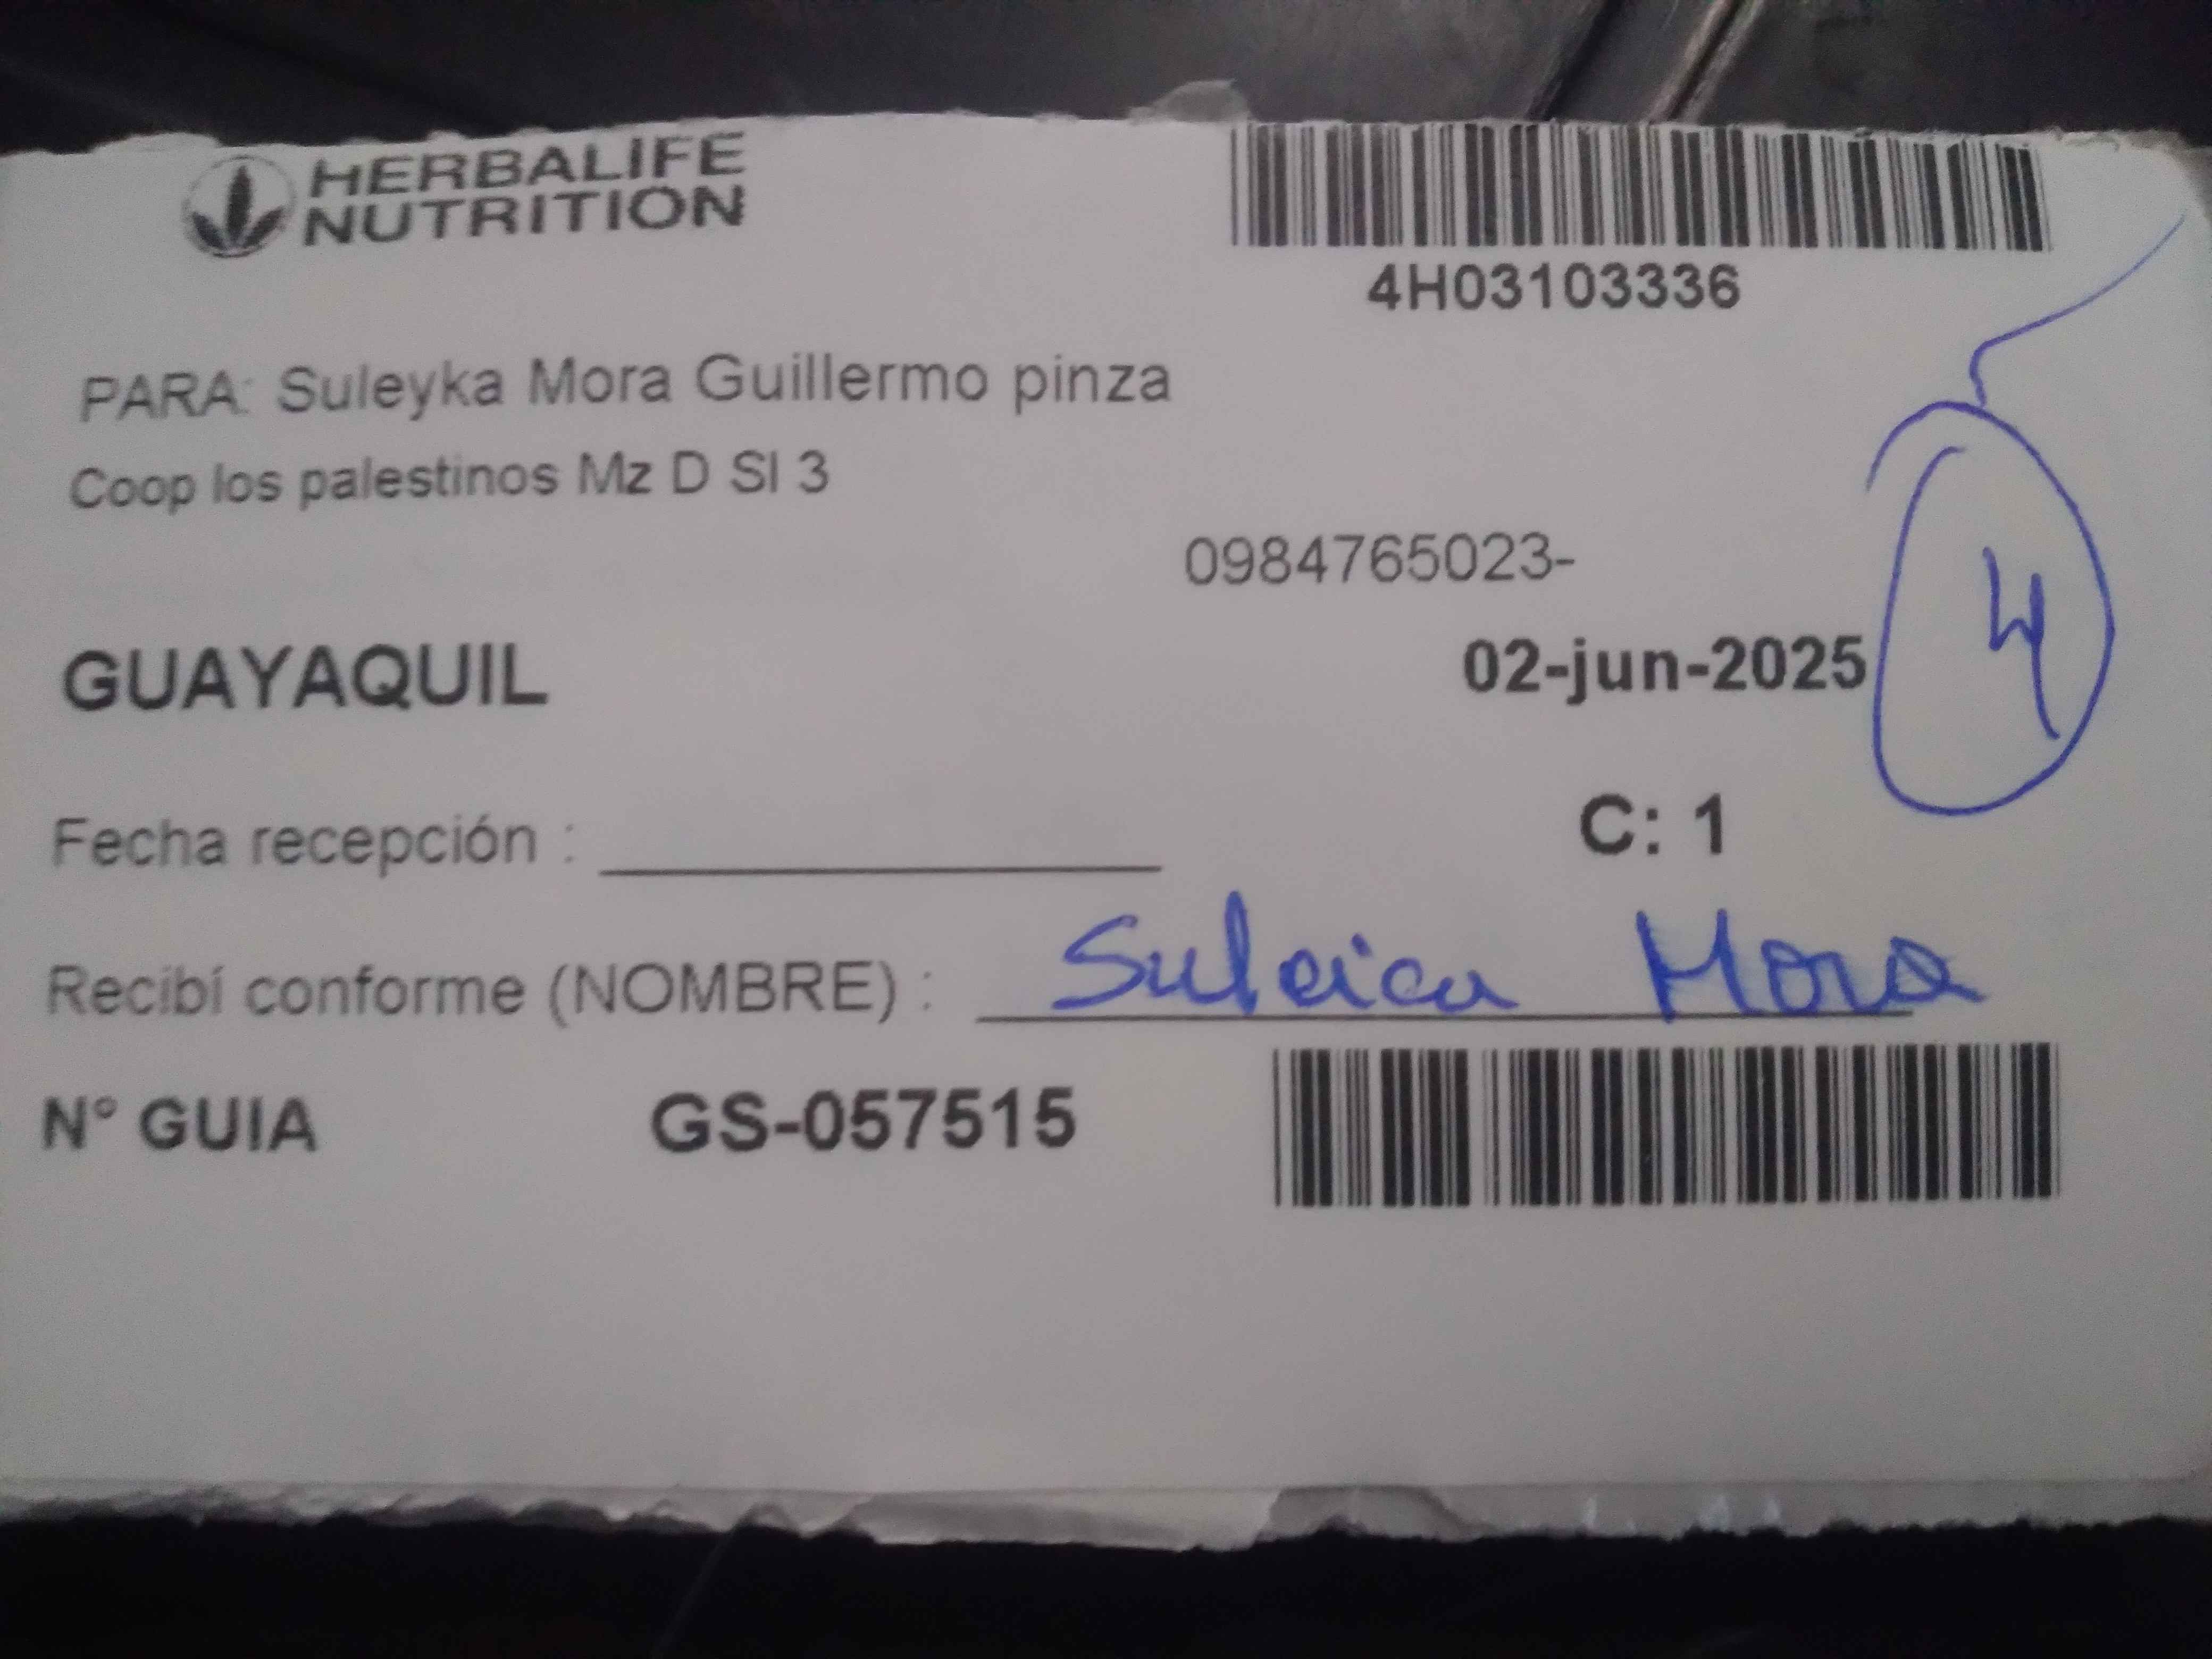 HERBALIFE
NUTRITION
4H03103336
PARA: Suleyka Mora Guillermo pinza
Coop los palestinos Mz D Sl 3
0984765023-
GUAYAQUIL
02-jun-2025
4
C: 1
Fecha recepción :
Recibí conforme (NOMBRE) : Suleica Mora
N° GUIA GS-057515